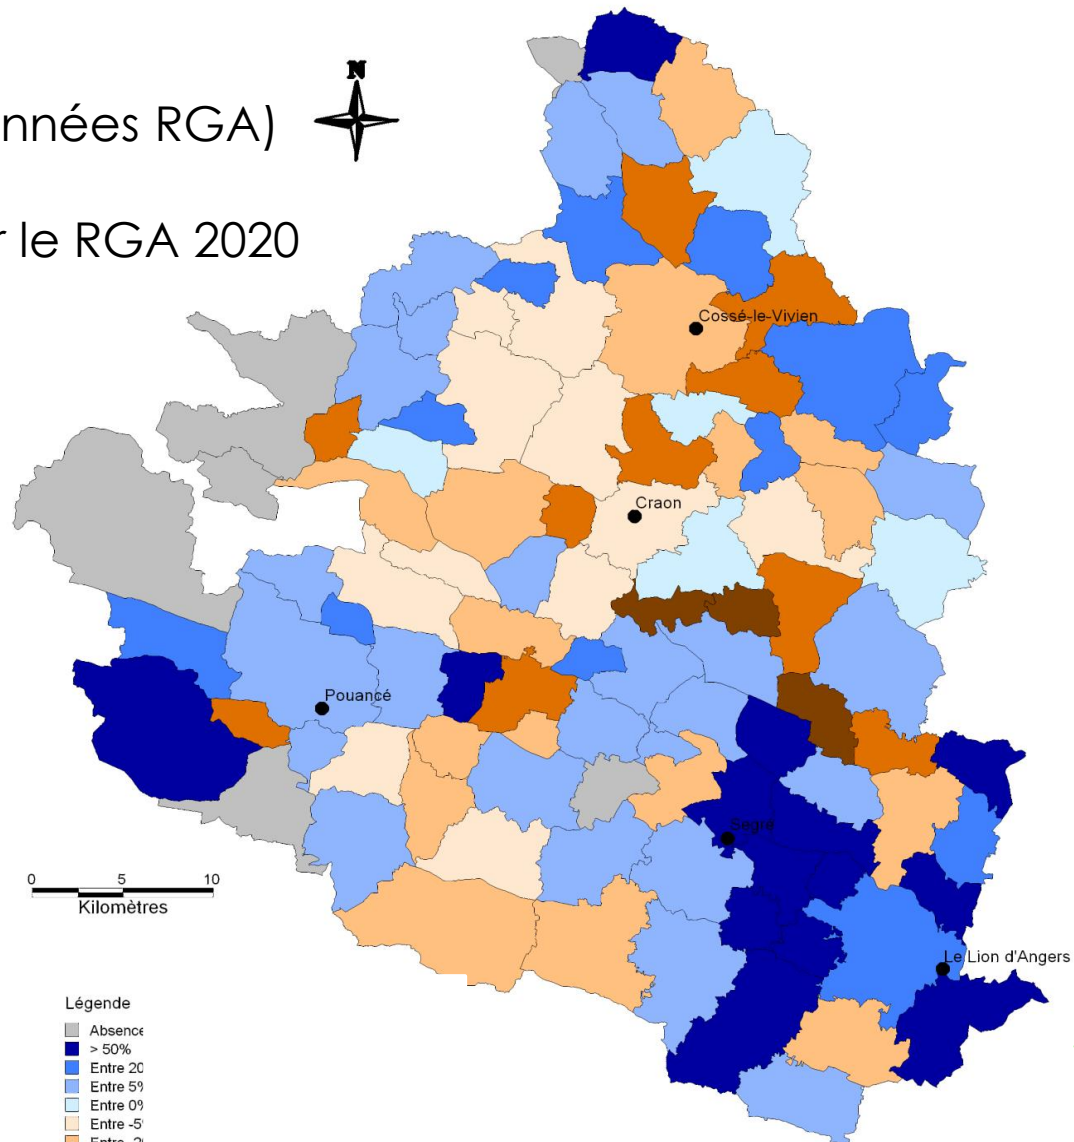 N
nnées RGA)
r le RGA 2020
Cossé-le-Vivien
Craon
Pouancé
Segré
Le Lion d'Angers
0 5 10
Kilomètres
Légende
Absence
> 50%
Entre 20
Entre 5%
Entre 0%
Entre -5